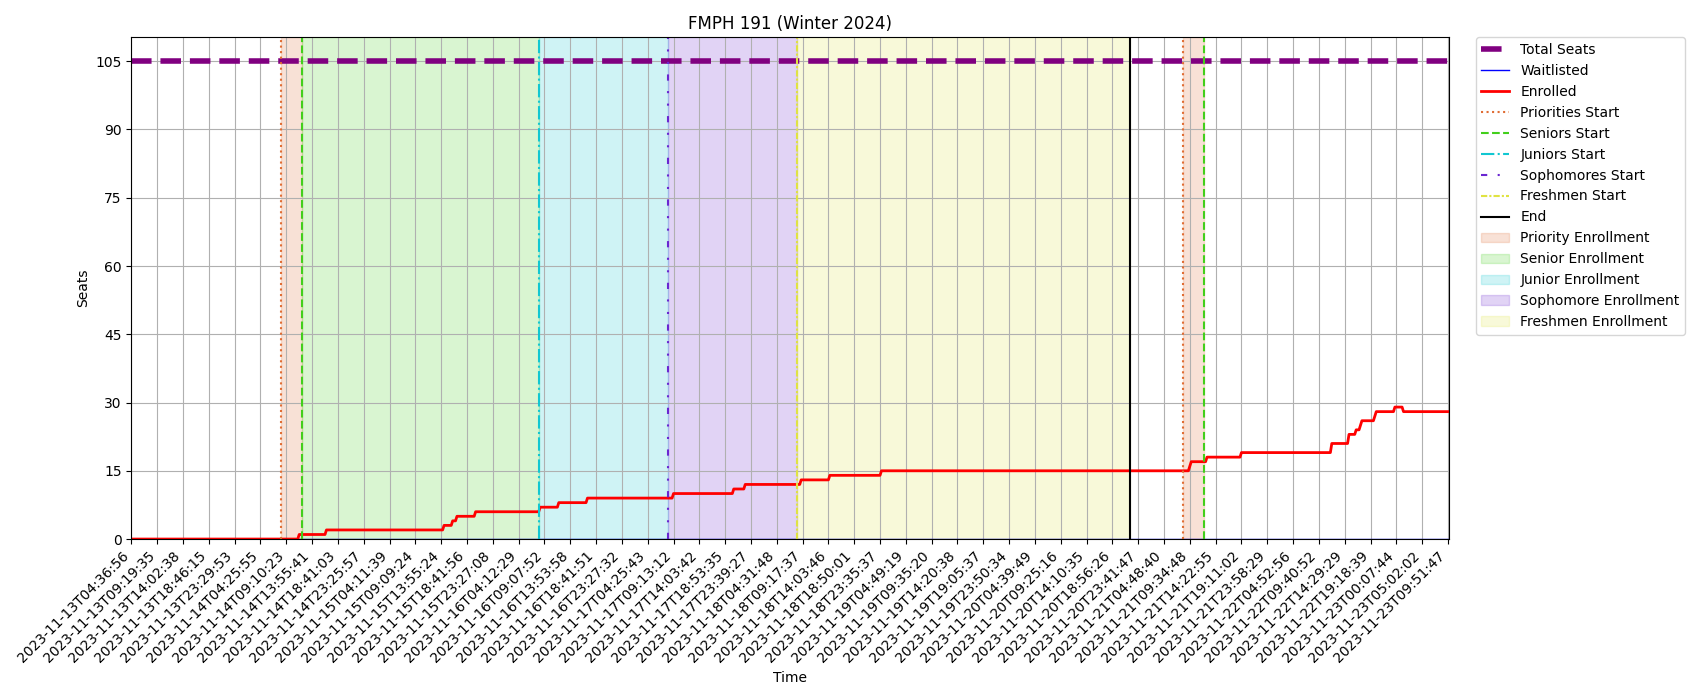 FMPH 191 (Winter 2024)
Seats
105
90
75
60
45
30
15
0
2023-11-13T04:36:56
2023-11-13T09:19:35
2023-11-13T14:02:38
2023-11-13T18:46:15
2023-11-13T23:29:53
2023-11-14T04:25:55
2023-11-14T09:10:23
2023-11-14T13:55:41
2023-11-14T18:41:03
2023-11-14T23:25:57
2023-11-15T04:11:39
2023-11-15T09:09:24
2023-11-15T13:55:24
2023-11-15T18:41:56
2023-11-15T23:27:08
2023-11-16T04:12:29
2023-11-16T09:07:52
2023-11-16T13:53:58
2023-11-16T18:41:51
2023-11-16T23:27:32
2023-11-17T04:25:43
2023-11-17T09:13:12
2023-11-17T14:03:42
2023-11-17T18:53:35
2023-11-17T23:39:27
2023-11-18T04:31:48
2023-11-18T09:17:37
2023-11-18T14:03:46
2023-11-18T18:50:01
2023-11-18T23:35:37
2023-11-19T04:49:19
2023-11-19T09:35:20
2023-11-19T14:20:38
2023-11-19T19:05:37
2023-11-19T23:50:34
2023-11-20T04:39:49
2023-11-20T09:25:16
2023-11-20T14:10:35
2023-11-20T18:56:26
2023-11-20T23:41:47
2023-11-21T04:48:40
2023-11-21T09:34:48
2023-11-21T14:22:55
2023-11-21T19:11:02
2023-11-21T23:58:29
2023-11-22T04:52:56
2023-11-22T09:40:52
2023-11-22T14:29:29
2023-11-22T19:18:39
2023-11-23T00:07:44
2023-11-23T05:02:02
2023-11-23T09:51:47
Time
Total Seats
Waitlisted
Enrolled
Priorities Start
Seniors Start
Juniors Start
Sophomores Start
Freshmen Start
End
Priority Enrollment
Senior Enrollment
Junior Enrollment
Sophomore Enrollment
Freshmen Enrollment